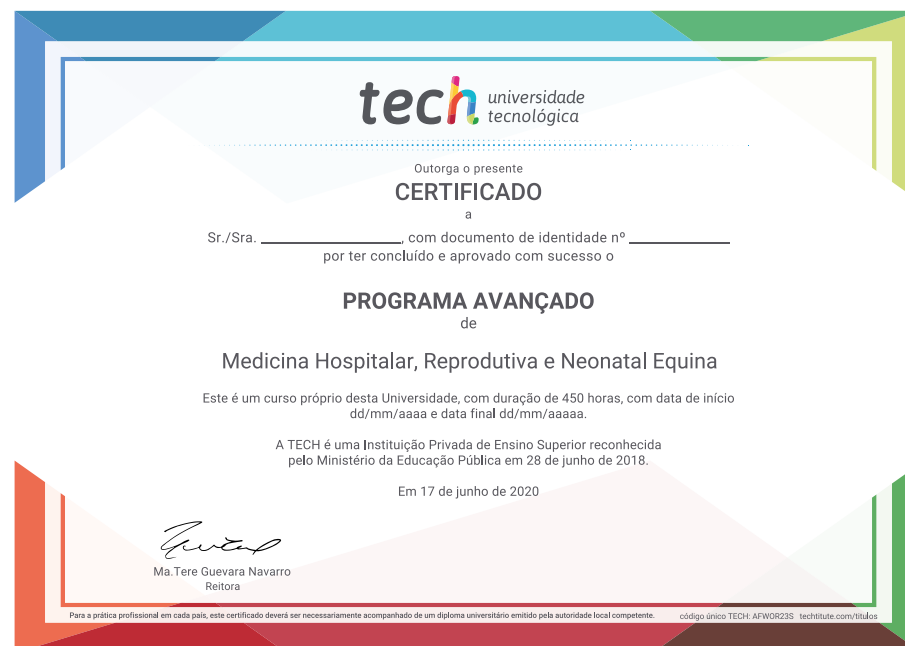 tech universidade
tecnológica
Outorga o presente
CERTIFICADO
a
Sr./Sra. ____________________, com documento de identidade nº ______________
por ter concluído e aprovado com sucesso o
PROGRAMA AVANÇADO
de
Medicina Hospitalar, Reprodutiva e Neonatal Equina
Este é um curso próprio desta Universidade, com duração de 450 horas, com data de início
dd/mm/aaaa e data final dd/mm/aaaaa.
A TECH é uma Instituição Privada de Ensino Superior reconhecida
pelo Ministério da Educação Pública em 28 de junho de 2018.
Em 17 de junho de 2020
Ma.Tere Guevara Navarro
Reitora
Para a prática profissional em cada país, este certificado deverá ser necessariamente acompanhado de um diploma universitário emitido pela autoridade local competente. código único TECH: AFWOR23S techtitute.com/titulos